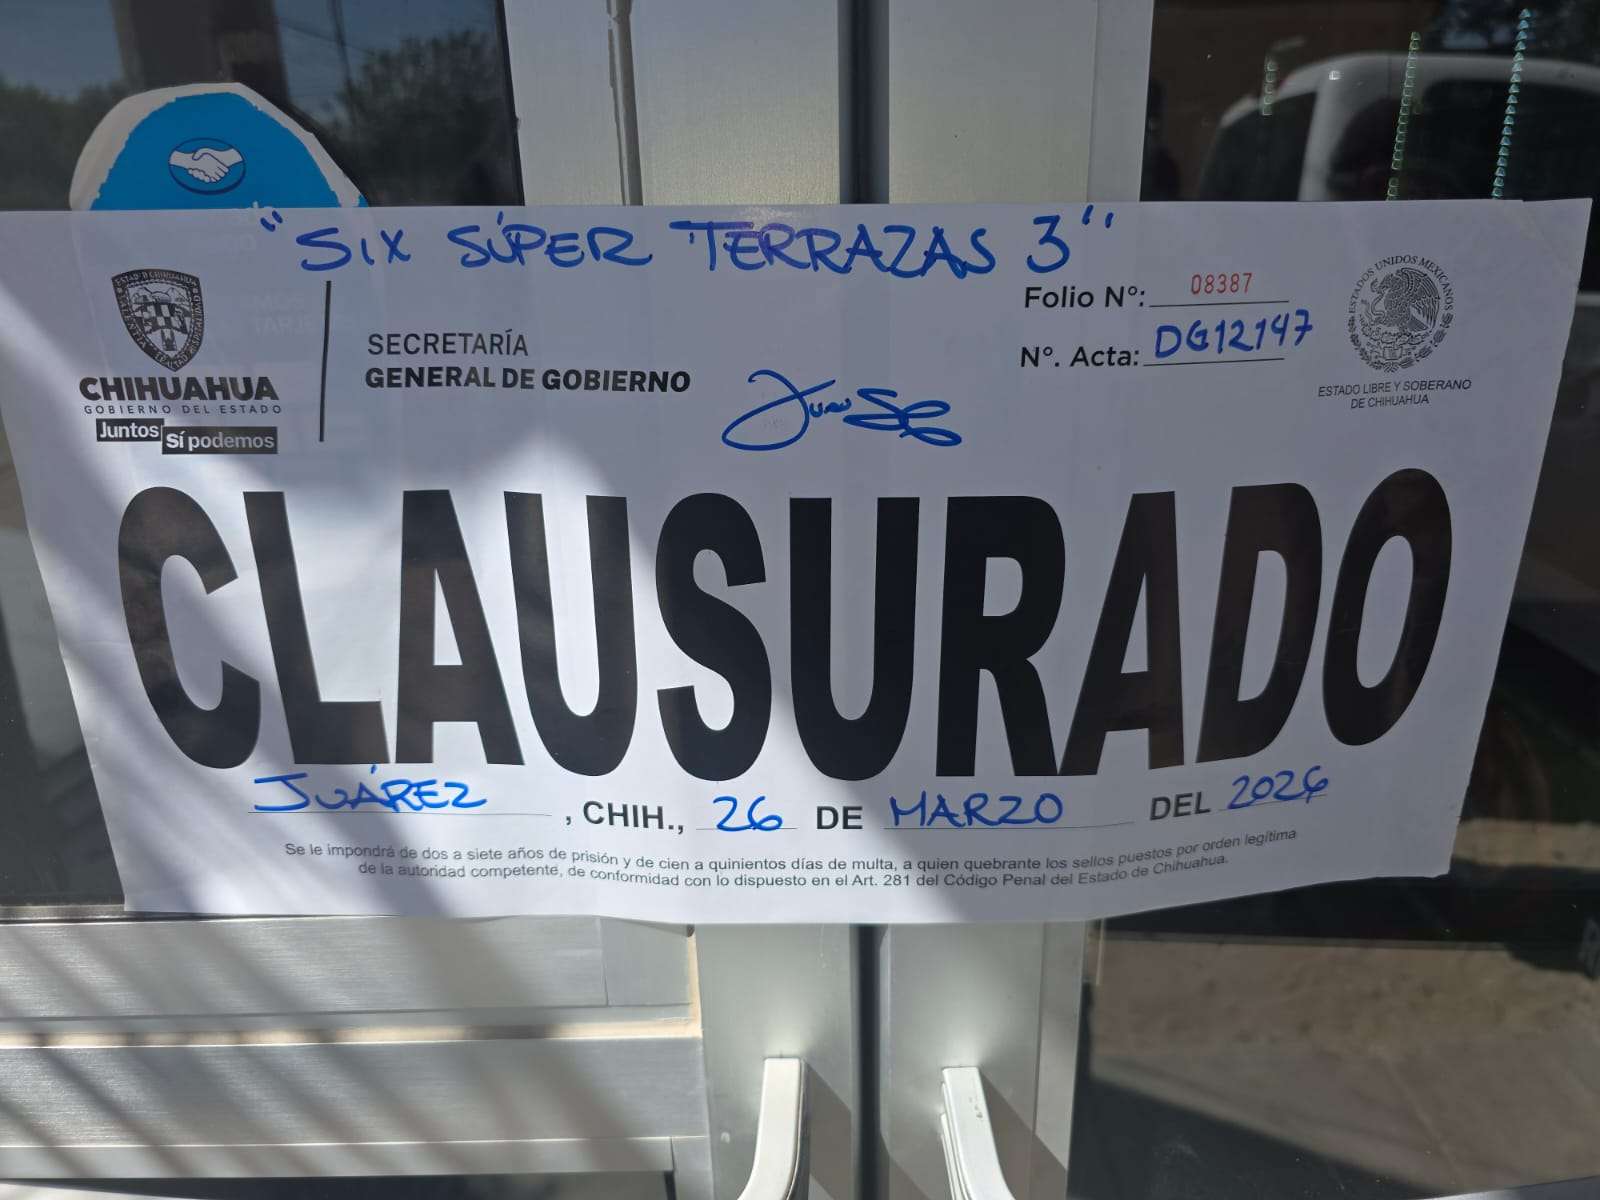 "SIX SÚPER TERRAZAS 3"
CHIHUAHUA
GOBIERNO DEL ESTADO
Juntos Sí podemos
SECRETARÍA
GENERAL DE GOBIERNO
Folio N°: 08387
N°. Acta: DG12147
ESTADOS UNIDOS MEXICANOS
ESTADO LIBRE Y SOBERANO
DE CHIHUAHUA
CLAUSURADO
JUÁREZ, CHIH., 26 DE MARZO DEL 2026
Se le impondrá de dos a siete años de prisión y de cien a quinientos días de multa, a quien quebrante los sellos puestos por orden legítima
de la autoridad competente, de conformidad con lo dispuesto en el Art. 281 del Código Penal del Estado de Chihuahua.